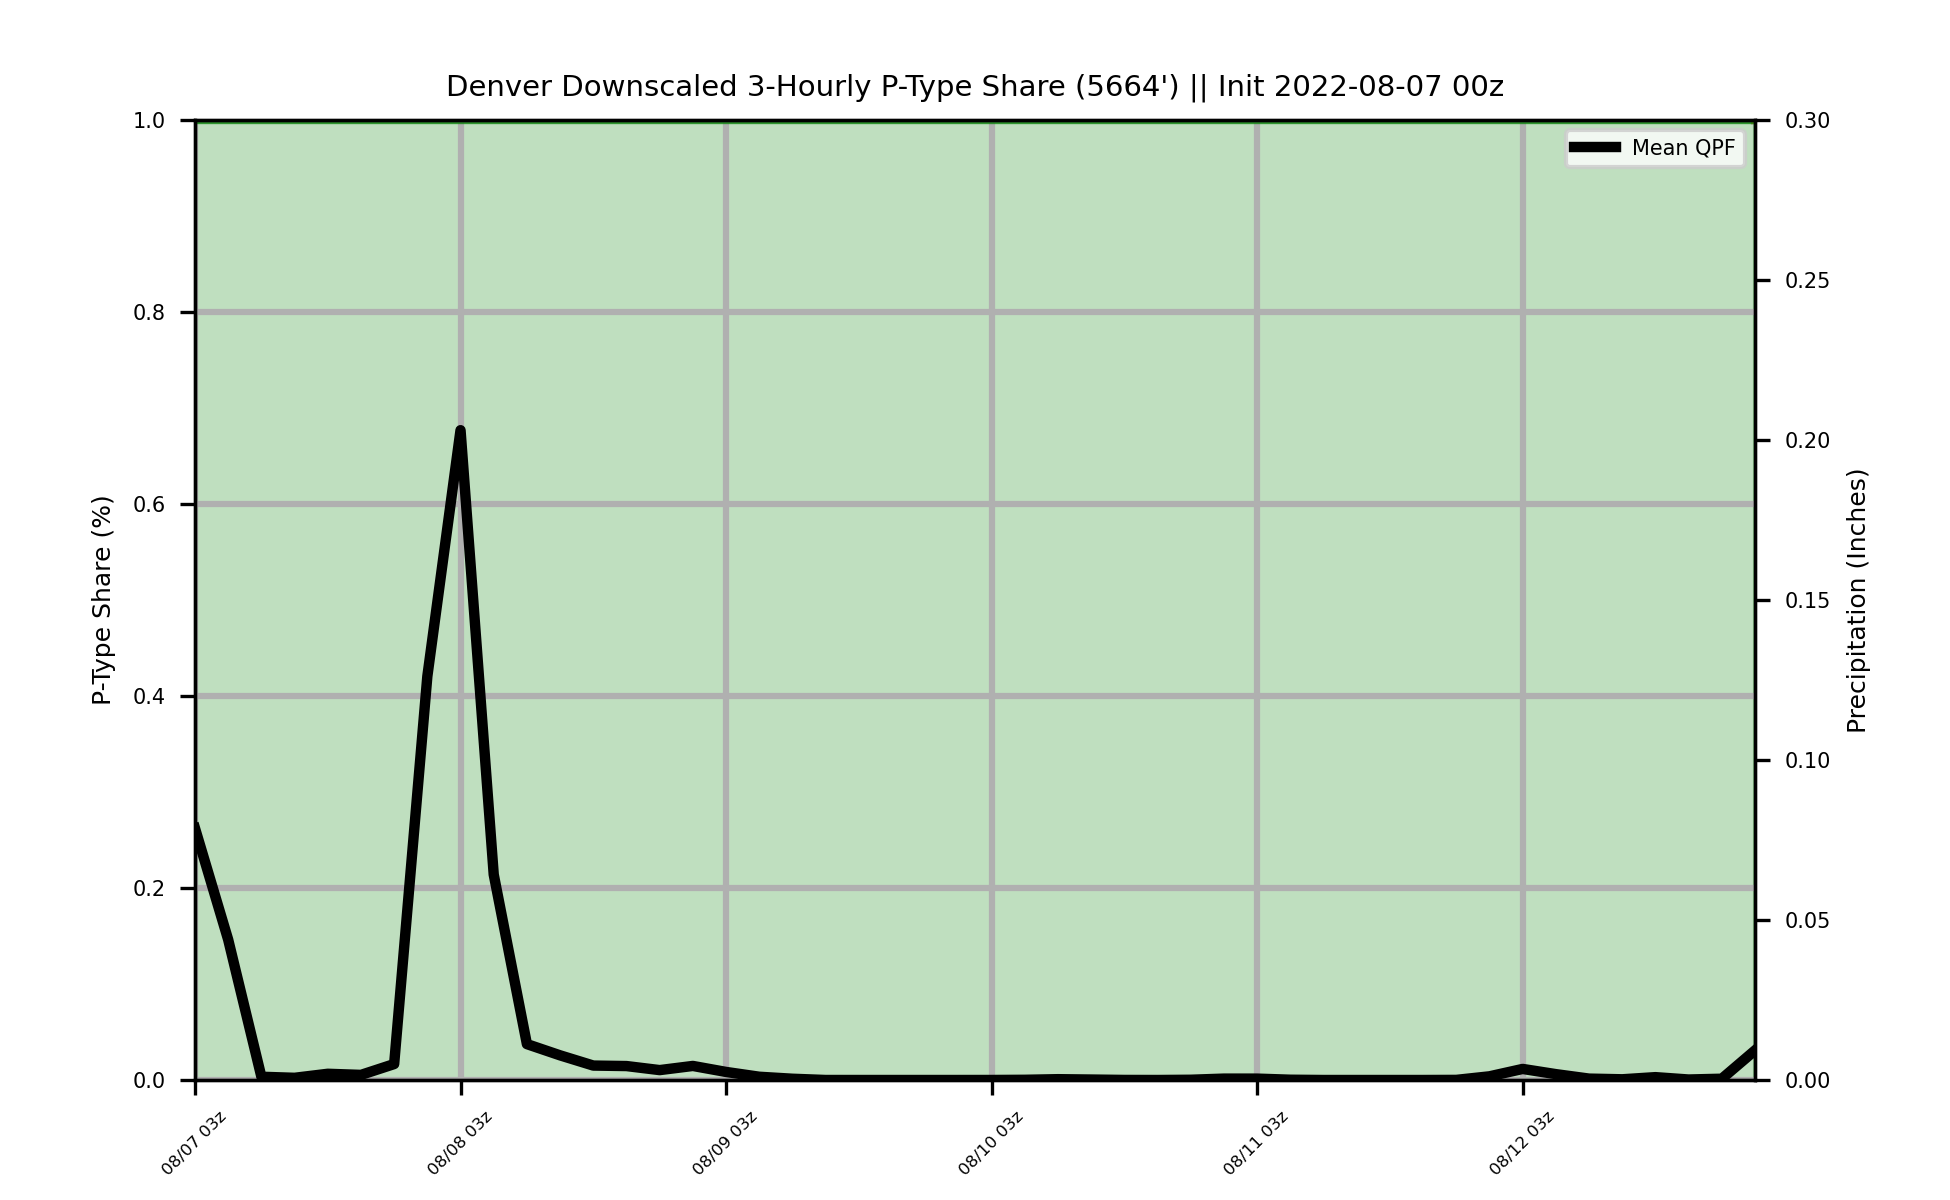 Denver Downscaled 3-Hourly P-Type Share (5664') || Init 2022-08-07 00z
Mean QPF
P-Type Share (%)
1.0
0.8
0.6
0.4
0.2
0.0
0.30
0.25
0.20
0.15
0.10
0.05
0.00
Precipitation (Inches)
08/07 03z
08/08 03z
08/09 03z
08/10 03z
08/11 03z
08/12 03z